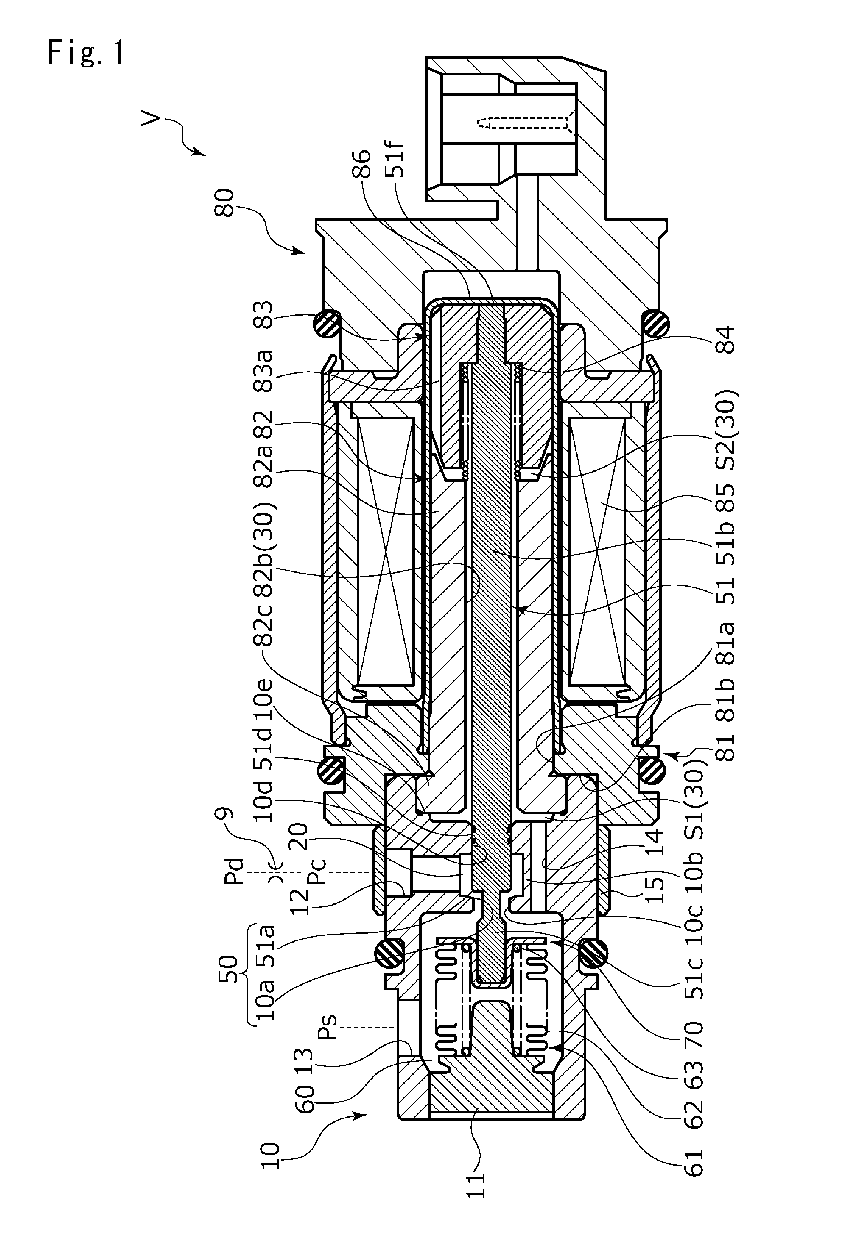 Fig.1
V
80
86
51f
83
83a
82
82a
82b(30)
82c
10e
51d
10d
20
9
Pd
Pc
12
50
51a
10a
Ps
13
60
10
84
S2(30)
85
51b
51
81a
81b
81
S1(30)
14
10b
15
10c
51c
70
63
62
61
11